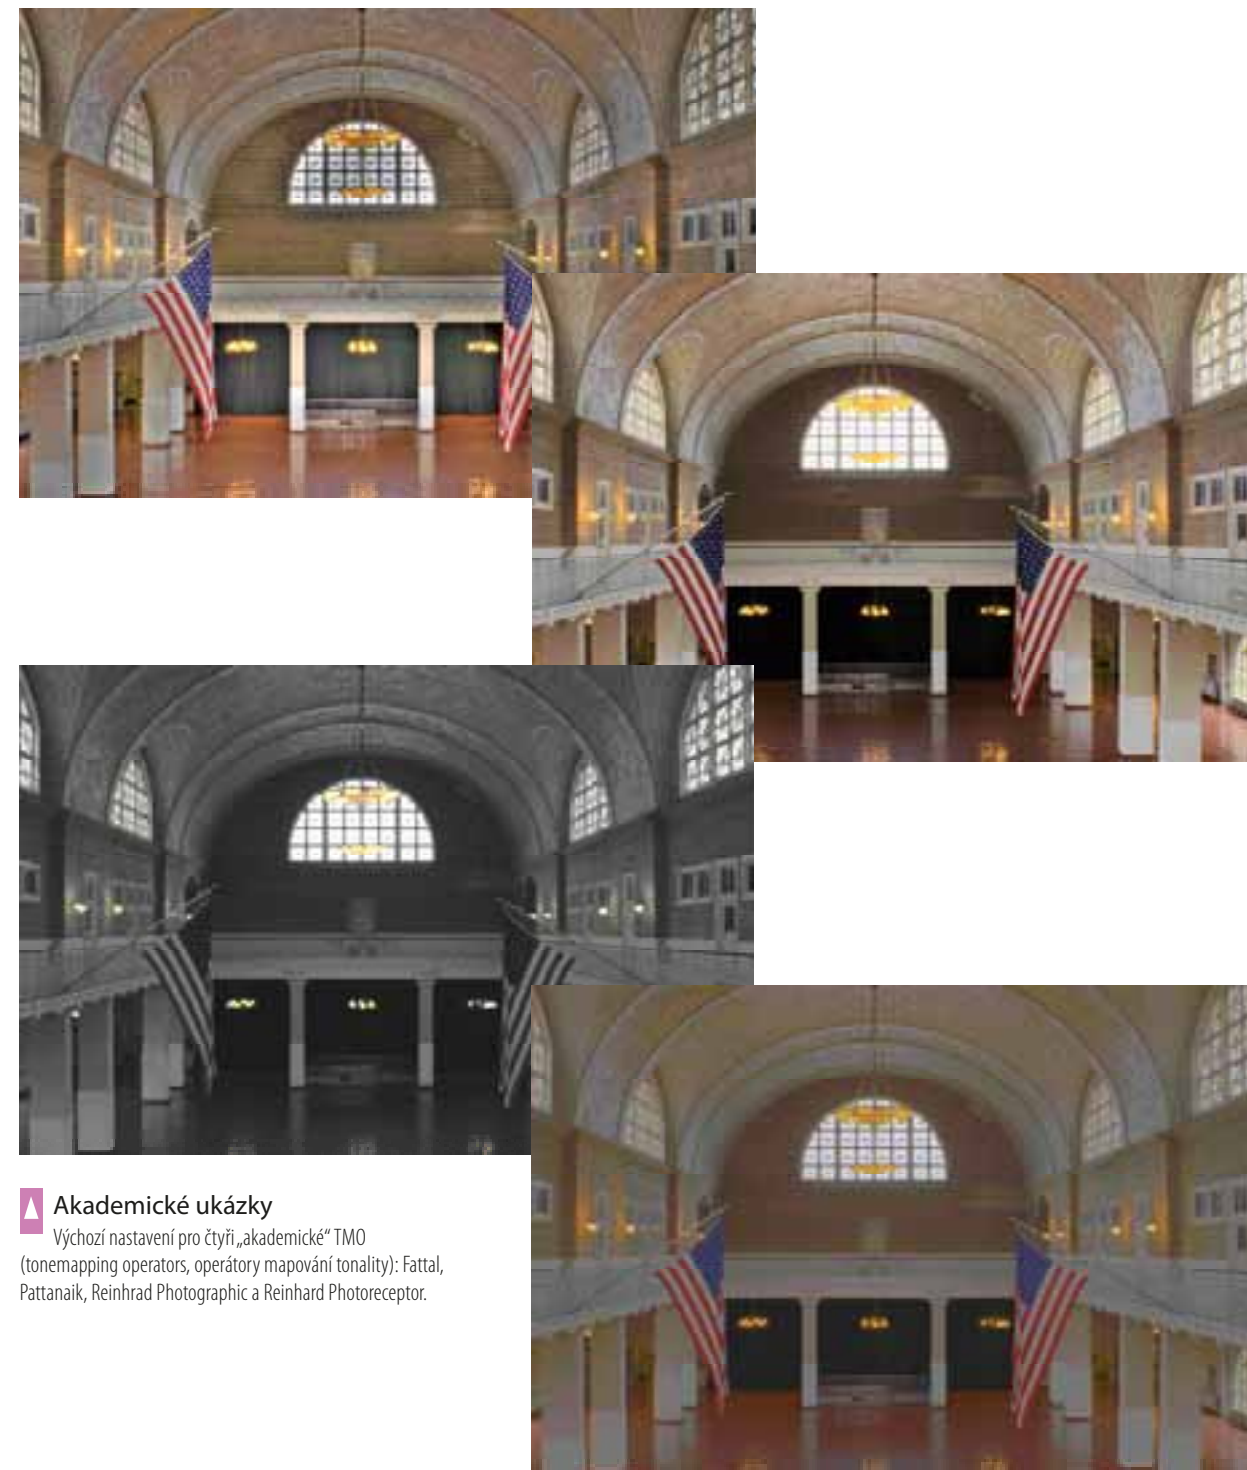 Akademické ukázky
Výchozí nastavení pro čtyři „akademické“ TMO
(tonemapping operators, operátory mapování tonality): Fattal,
Pattanaik, Reinhrad Photographic a Reinhard Photoreceptor.